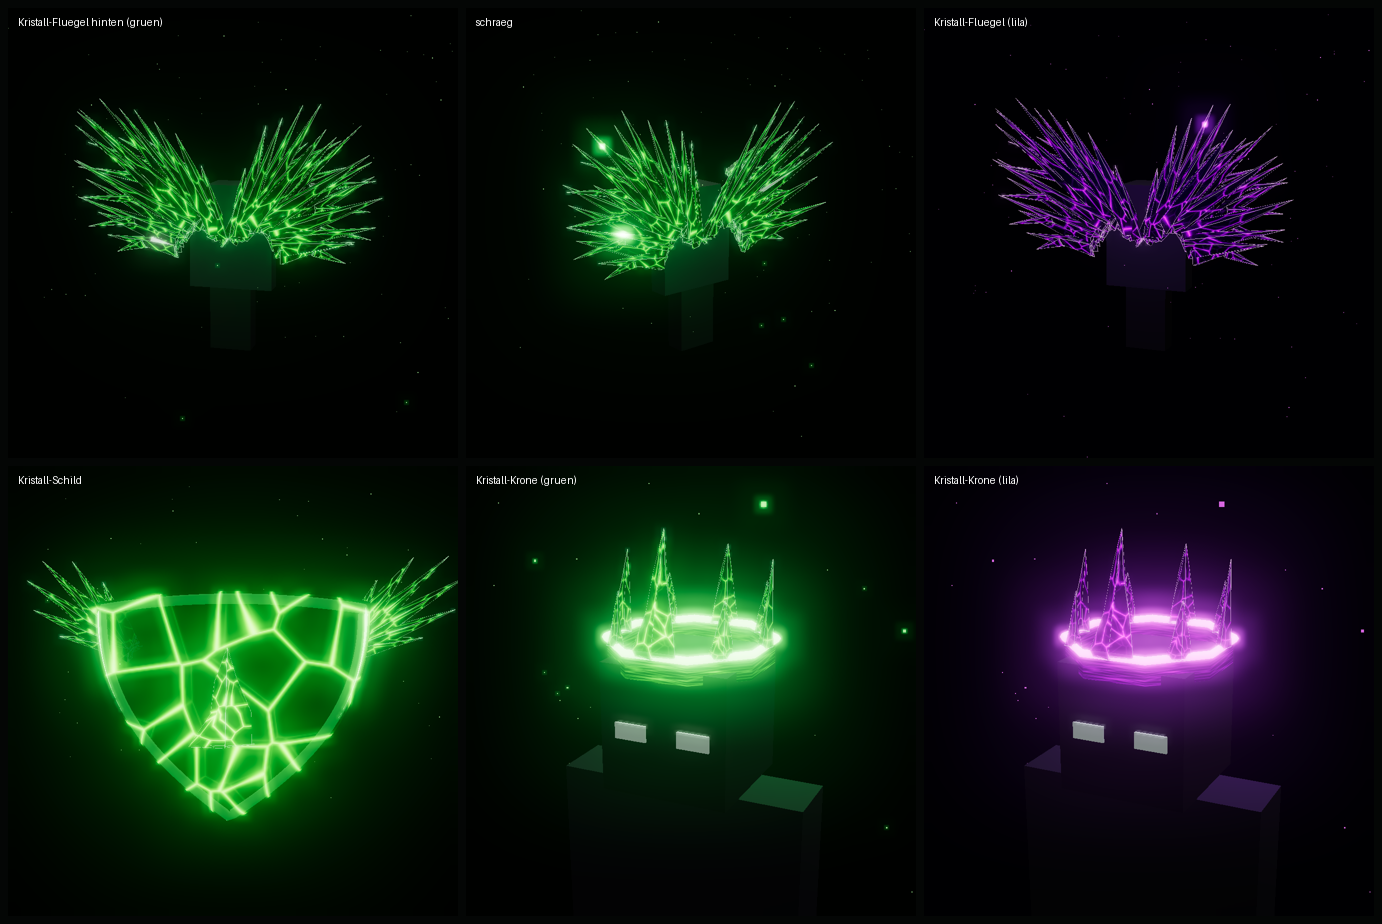 Kristall-Fluegel hinten (gruen)
schraeg
Kristall-Fluegel (lila)
Kristall-Schild
Kristall-Krone (gruen)
Kristall-Krone (lila)